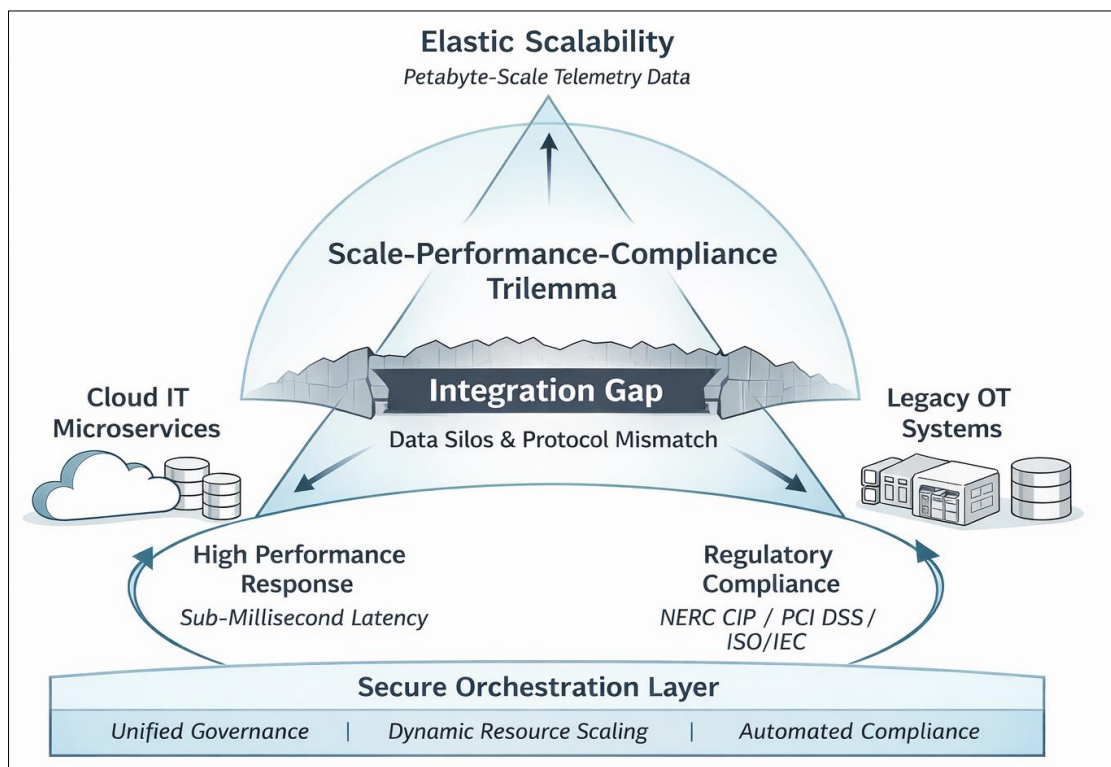 Elastic Scalability
Petabyte-Scale Telemetry Data
Scale-Performance-Compliance
Trilemma
Integration Gap
Data Silos & Protocol Mismatch
Cloud IT
Microservices
Legacy OT
Systems
High Performance
Response
Sub-Millisecond Latency
Regulatory
Compliance
NERC CIP / PCI DSS /
ISO/IEC
Secure Orchestration Layer
Unified Governance | Dynamic Resource Scaling | Automated Compliance